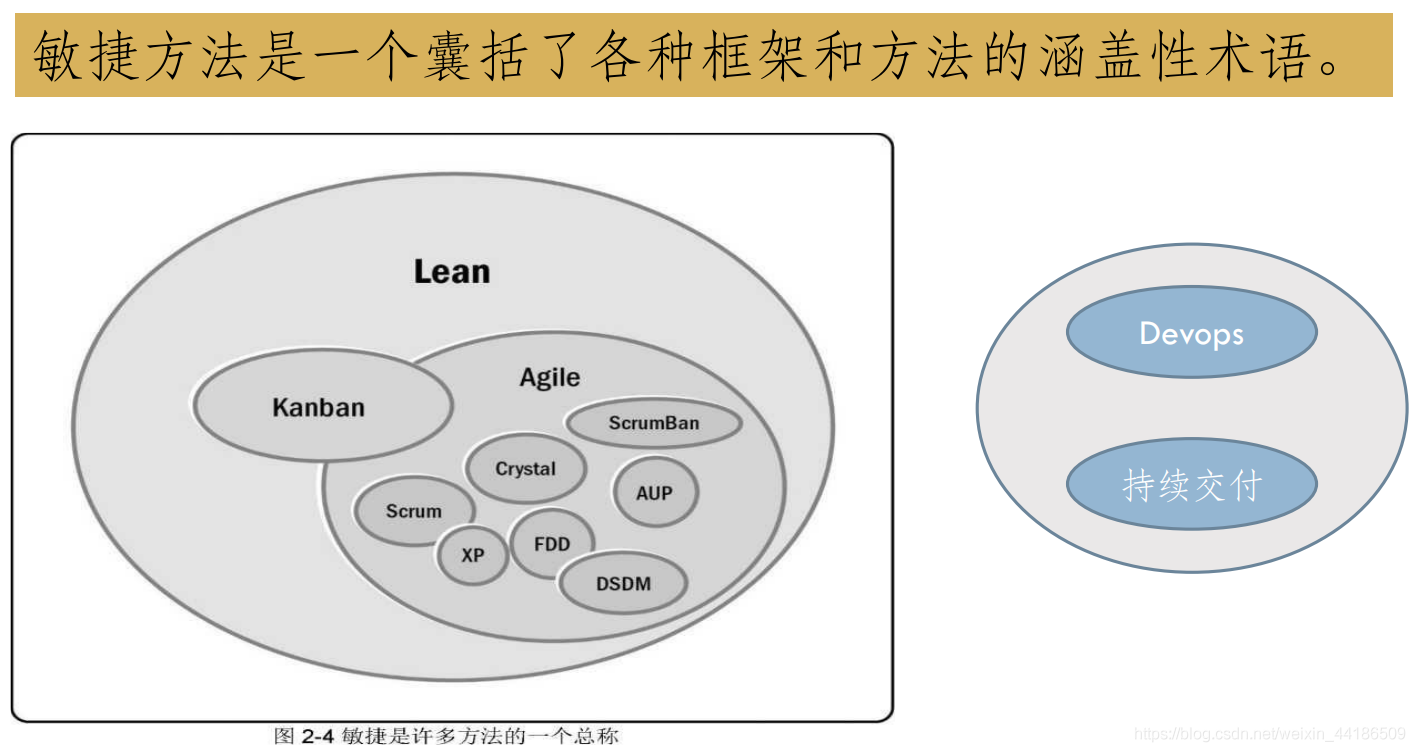 敏捷方法是一个囊括了各种框架和方法的涵盖性术语。
Lean
Kanban
Agile
ScrumBan
Crystal
AUP
Scrum
XP
FDD
DSDM
图 2-4 敏捷是许多方法的一个总称
Devops
持续交付
https://blog.csdn.net/weixin_44186509